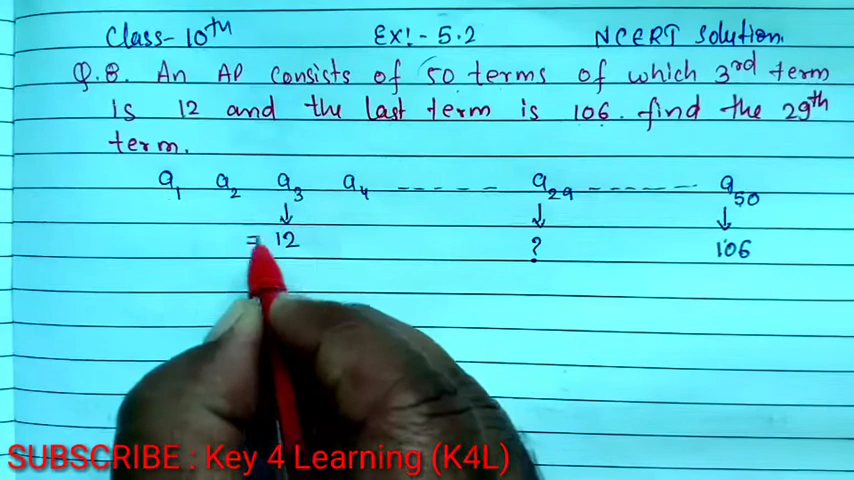 Class-10th Ex!-5.2 NCERT Solution.
Q.8. An AP consists of 50 terms of which 3rd term
is 12 and the last term is 106. find the 29th
term.
a1 a2 a3 a4 ------ a29 ------- a50
↓ ↓ ↓
= 12 ? 106
SUBSCRIBE : Key 4 Learning (K4L)